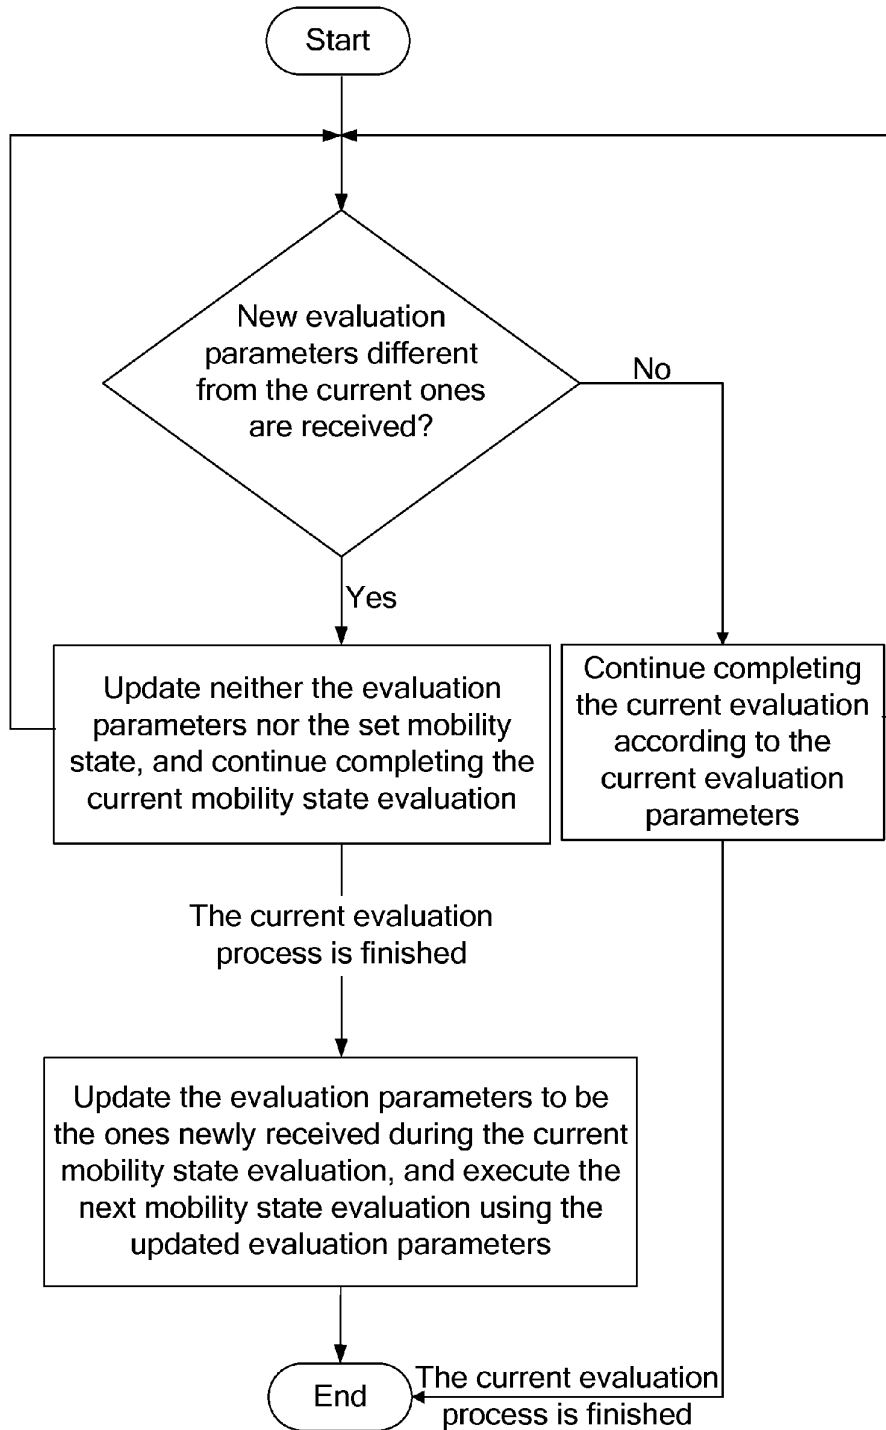 Start
New evaluation
parameters different
from the current ones
are received?
No
Yes
Update neither the evaluation
parameters nor the set mobility
state, and continue completing the
current mobility state evaluation
Continue completing
the current evaluation
according to the
current evaluation
parameters
The current evaluation
process is finished
Update the evaluation parameters to be
the ones newly received during the current
mobility state evaluation, and execute the
next mobility state evaluation using the
updated evaluation parameters
The current evaluation
process is finished
End